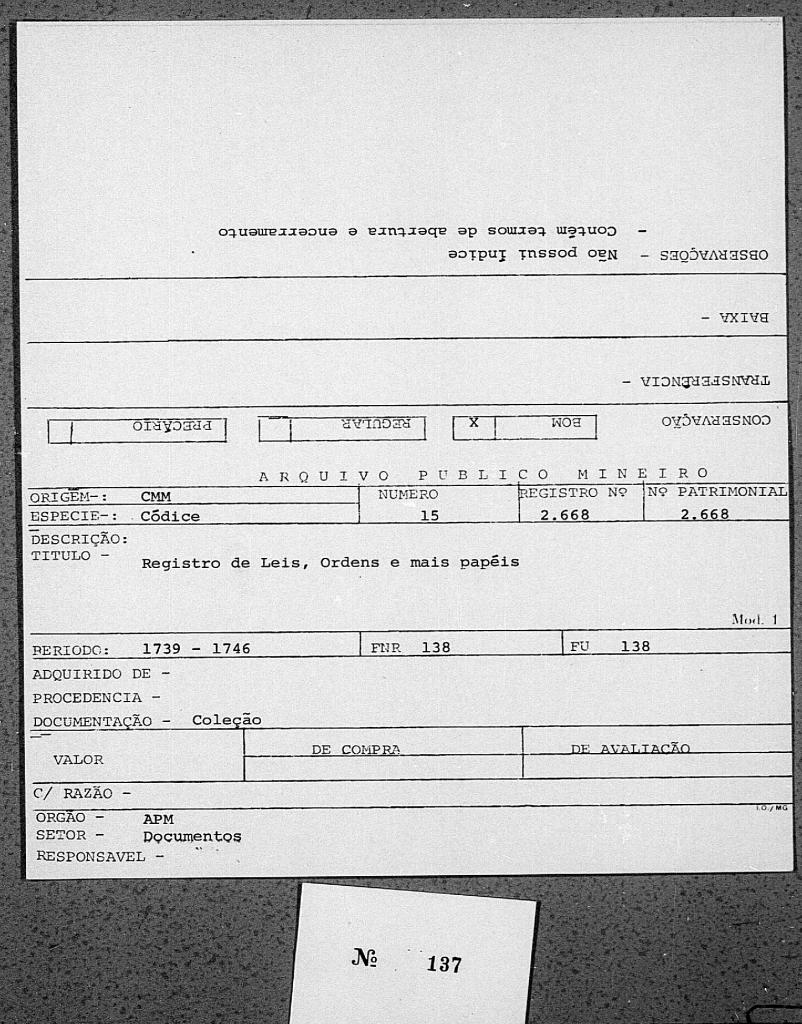 OBSERVAÇÕES - Não possui Índice
- Contém termos de abertura e encerramento
BAIXA -
TRANSFERÊNCIA -
CONSERVAÇÃO BOM X REGULAR PRECÁRIO
ARQUIVO PUBLICO MINEIRO
ORIGEM-: CMM NUMERO REGISTRO Nº Nº PATRIMONIAL
ESPECIE-: Códice 15 2.668 2.668
DESCRIÇÃO:
TITULO - Registro de Leis, Ordens e mais papéis
Mod. 1
PERIODO: 1739 - 1746 FNR 138 FU 138
ADQUIRIDO DE -
PROCEDENCIA -
DOCUMENTAÇÃO - Coleção
VALOR DE COMPRA DE AVALIAÇÃO
C/ RAZÃO -
I.O./MG
ORGÃO - APM
SETOR - Documentos
RESPONSAVEL -
Nº 137